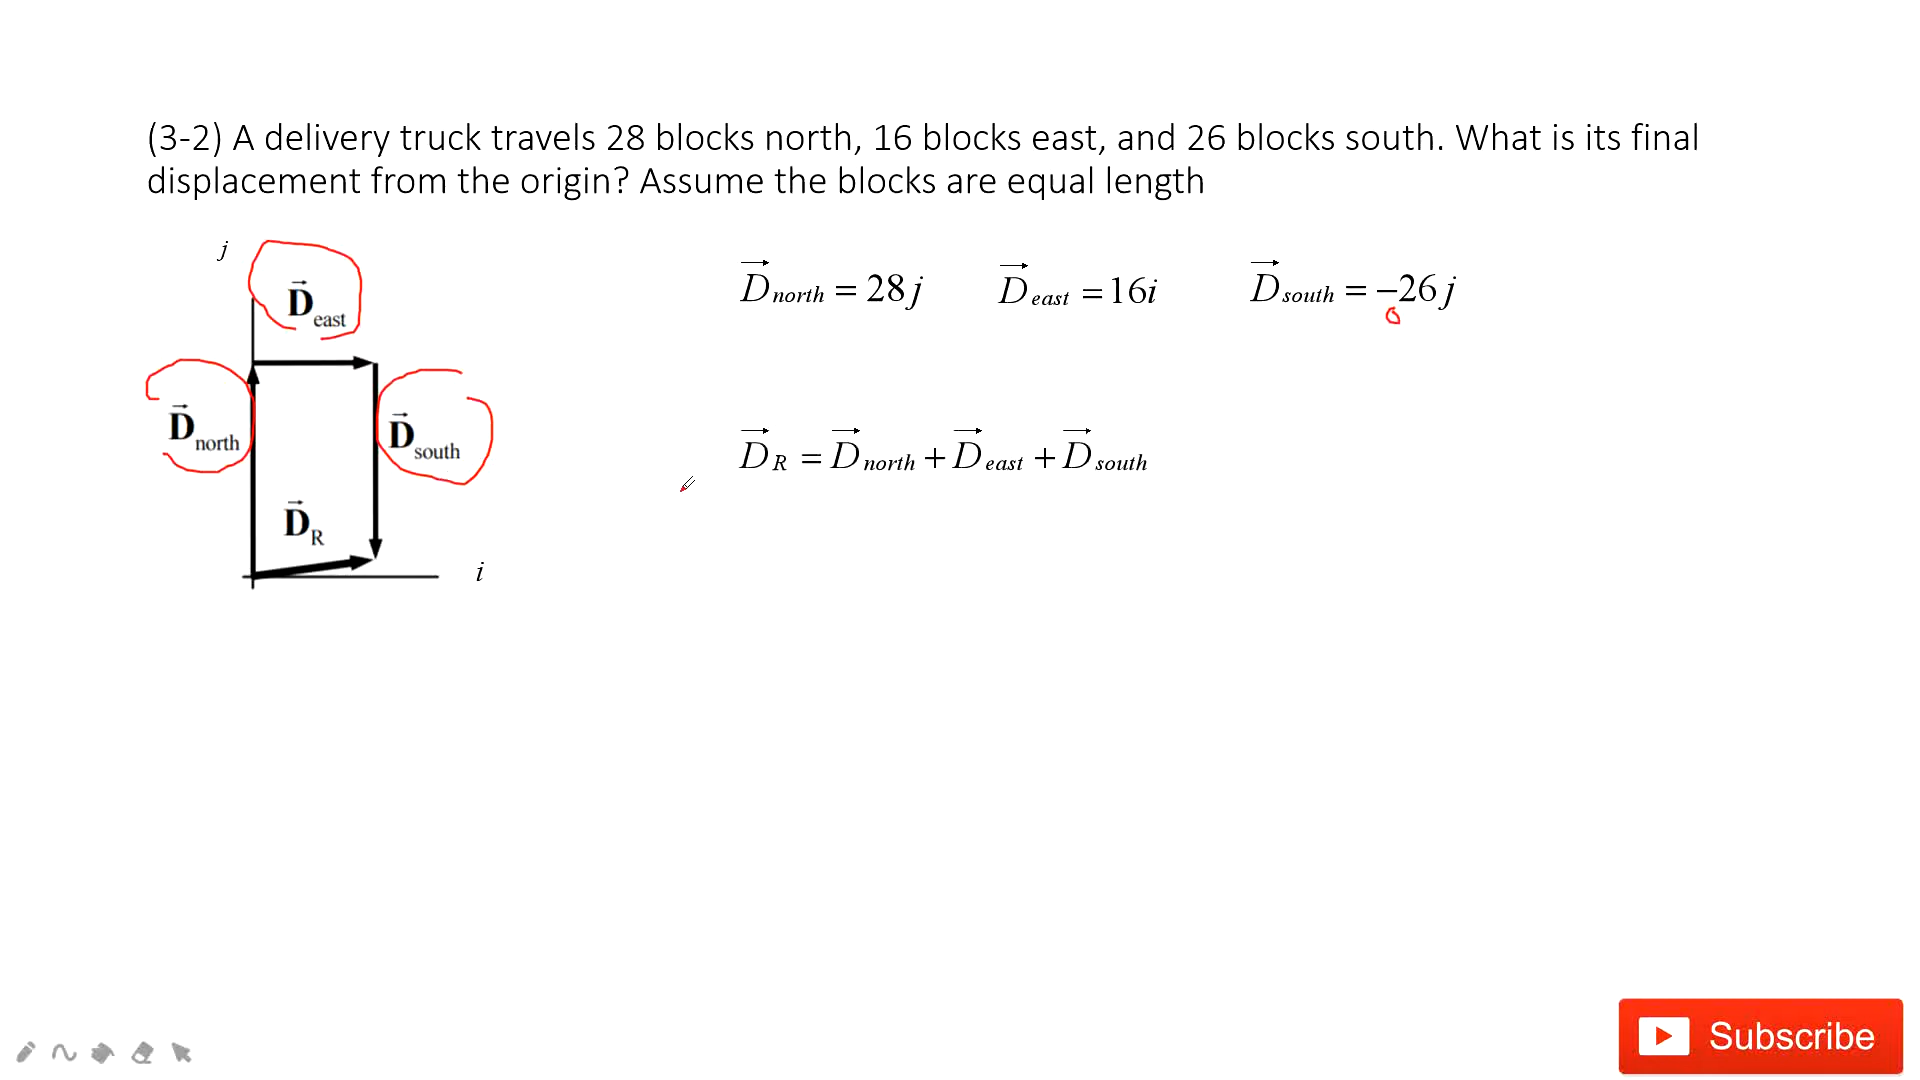 (3-2) A delivery truck travels 28 blocks north, 16 blocks east, and 26 blocks south. What is its final
displacement from the origin? Assume the blocks are equal length
j
D⃗ east
D⃗ north
D⃗ south
D⃗ R
i
D⃗ north = 28j   D⃗ east = 16i   D⃗ south = −26j
D⃗ R = D⃗ north + D⃗ east + D⃗ south
Subscribe